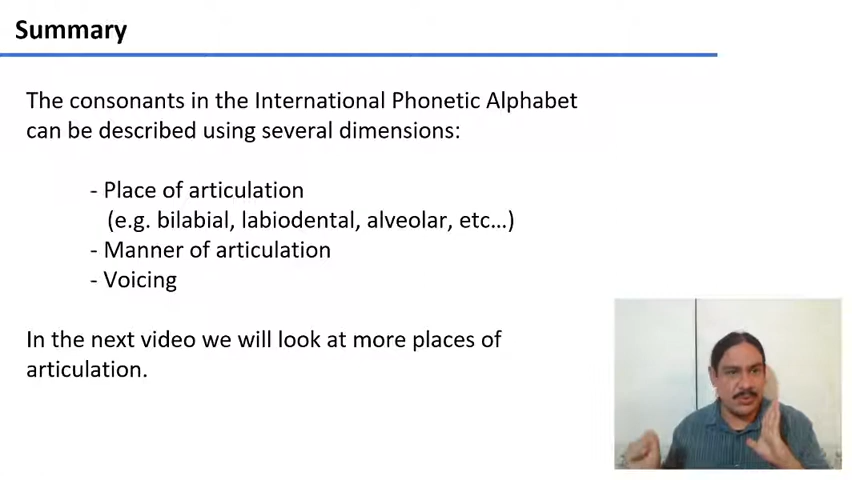 Summary
The consonants in the International Phonetic Alphabet
can be described using several dimensions:
- Place of articulation
(e.g. bilabial, labiodental, alveolar, etc…)
- Manner of articulation
- Voicing
In the next video we will look at more places of
articulation.